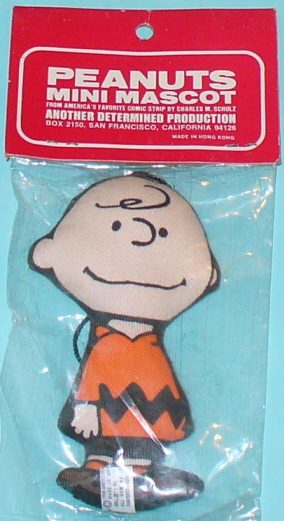 PEANUTS
MINI MASCOT
FROM AMERICA'S FAVORITE COMIC STRIP BY CHARLES M. SCHULZ
ANOTHER DETERMINED PRODUCTION
BOX 2150, SAN FRANCISCO, CALIFORNIA 94126
MADE IN HONG KONG